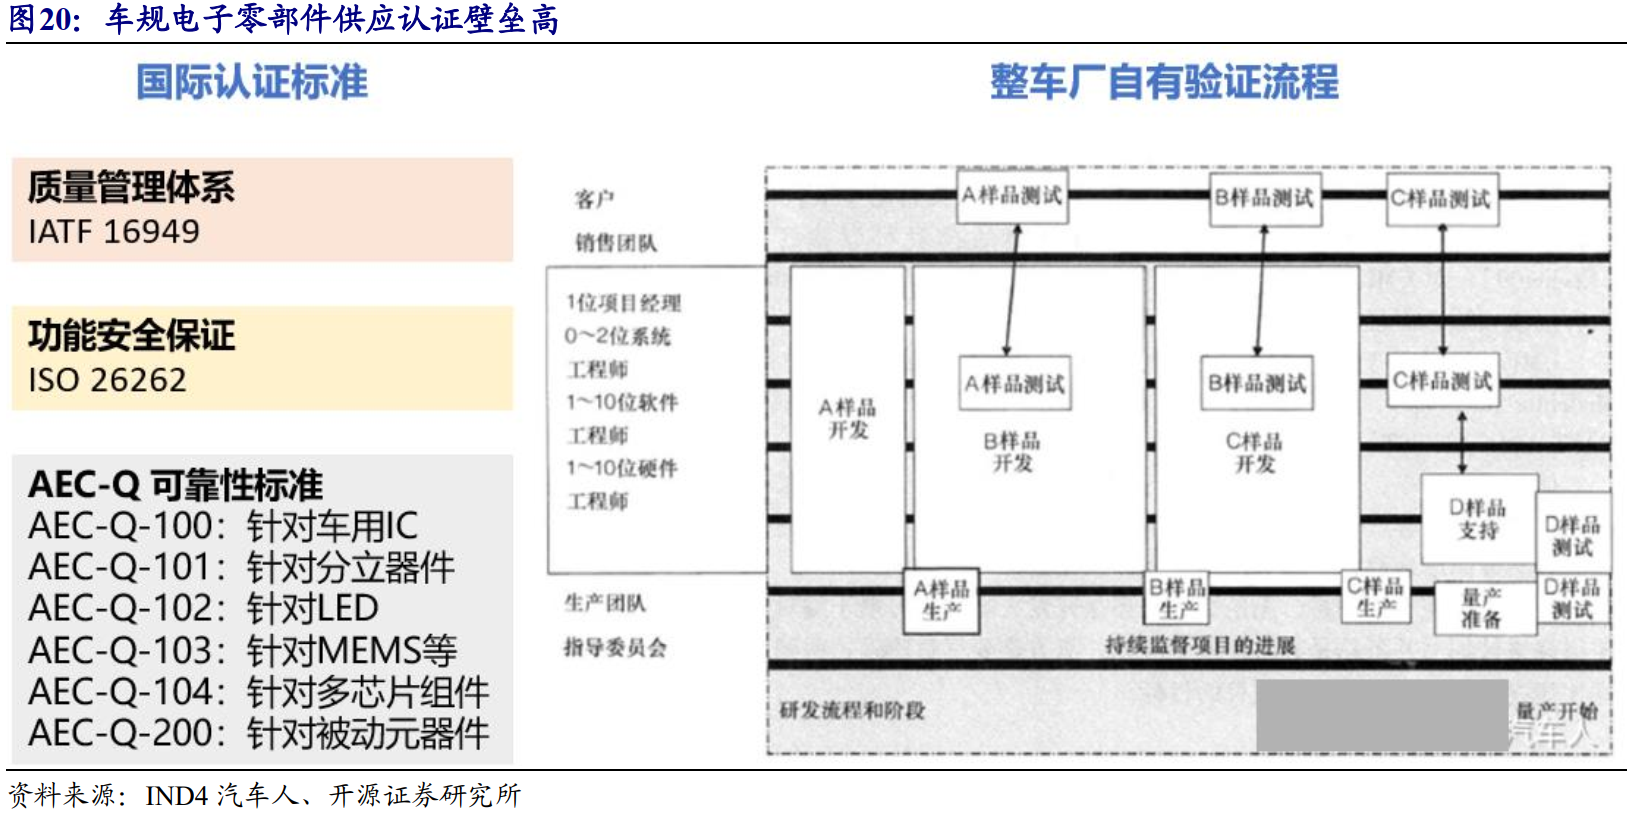 图20：车规电子零部件供应认证壁垒高
国际认证标准
整车厂自有验证流程
质量管理体系
IATF 16949
功能安全保证
ISO 26262
AEC-Q 可靠性标准
AEC-Q-100：针对车用IC
AEC-Q-101：针对分立器件
AEC-Q-102：针对LED
AEC-Q-103：针对MEMS等
AEC-Q-104：针对多芯片组件
AEC-Q-200：针对被动元器件
客户
A样品测试
B样品测试
C样品测试
销售团队
1位项目经理
0～2位系统
工程师
1～10位软件
工程师
1～10位硬件
工程师
A样品
开发
A样品测试
B样品
开发
B样品测试
C样品
开发
C样品测试
D样品
支持
D样品
测试
生产团队
A样品
生产
B样品
生产
C样品
生产
量产
准备
D样品
测试
指导委员会
持续监督项目的进展
研发流程和阶段
量产开始
汽车人
资料来源：IND4 汽车人、开源证券研究所